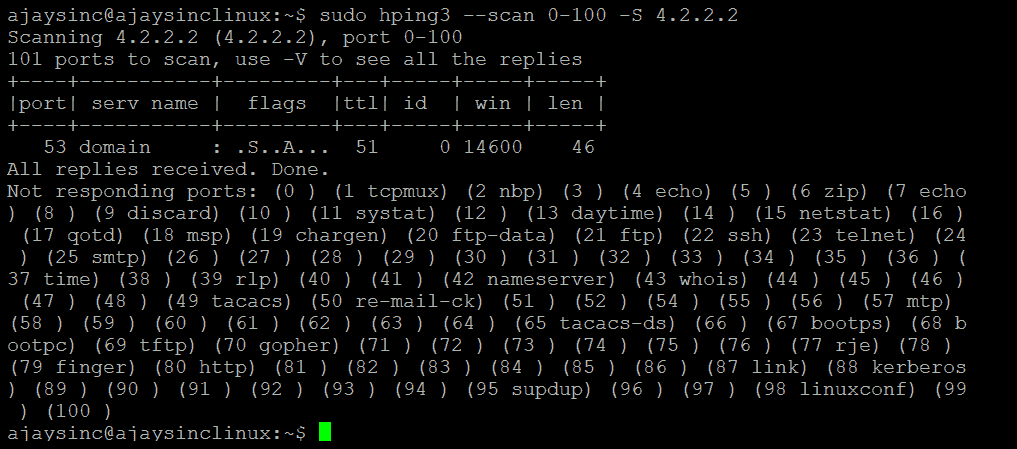 ajaysinc@ajaysinclinux:~$ sudo hping3 --scan 0-100 -S 4.2.2.2
Scanning 4.2.2.2 (4.2.2.2), port 0-100
101 ports to scan, use -V to see all the replies
+----+-----------+---------+---+-----+-----+-----+
|port| serv name |  flags  |ttl| id  | win | len |
+----+-----------+---------+---+-----+-----+-----+
   53 domain     : .S..A...  51       0 14600    46
All replies received. Done.
Not responding ports: (0 ) (1 tcpmux) (2 nbp) (3 ) (4 echo) (5 ) (6 zip) (7 echo
) (8 ) (9 discard) (10 ) (11 systat) (12 ) (13 daytime) (14 ) (15 netstat) (16 )
 (17 qotd) (18 msp) (19 chargen) (20 ftp-data) (21 ftp) (22 ssh) (23 telnet) (24
 ) (25 smtp) (26 ) (27 ) (28 ) (29 ) (30 ) (31 ) (32 ) (33 ) (34 ) (35 ) (36 ) (
37 time) (38 ) (39 rlp) (40 ) (41 ) (42 nameserver) (43 whois) (44 ) (45 ) (46 )
 (47 ) (48 ) (49 tacacs) (50 re-mail-ck) (51 ) (52 ) (54 ) (55 ) (56 ) (57 mtp)
(58 ) (59 ) (60 ) (61 ) (62 ) (63 ) (64 ) (65 tacacs-ds) (66 ) (67 bootps) (68 b
ootpc) (69 tftp) (70 gopher) (71 ) (72 ) (73 ) (74 ) (75 ) (76 ) (77 rje) (78 )
(79 finger) (80 http) (81 ) (82 ) (83 ) (84 ) (85 ) (86 ) (87 link) (88 kerberos
) (89 ) (90 ) (91 ) (92 ) (93 ) (94 ) (95 supdup) (96 ) (97 ) (98 linuxconf) (99
 ) (100 )
ajaysinc@ajaysinclinux:~$